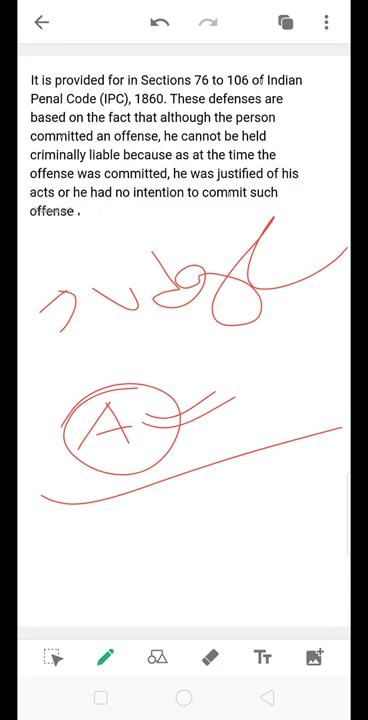 It is provided for in Sections 76 to 106 of Indian
Penal Code (IPC), 1860. These defenses are
based on the fact that although the person
committed an offense, he cannot be held
criminally liable because as at the time the
offense was committed, he was justified of his
acts or he had no intention to commit such
offense .
A